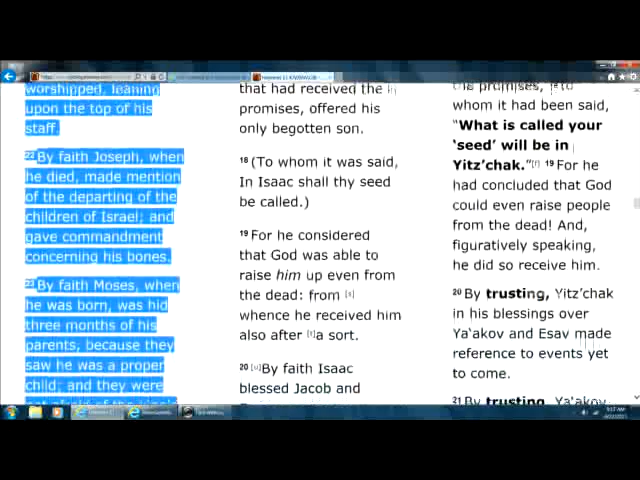 worshipped, leaning
upon the top of his
staff.
22 By faith Joseph, when
he died, made mention
of the departing of the
children of Israel; and
gave commandment
concerning his bones.
23 By faith Moses, when
he was born, was hid
three months of his
parents, because they
saw he was a proper
child; and they were
that had received the
promises, offered his
only begotten son.
18 (To whom it was said,
In Isaac shall thy seed
be called.)
19 For he considered
that God was able to
raise him up even from
the dead: from [s]
whence he received him
also after [t]a sort.
20 [u]By faith Isaac
blessed Jacob and
the promises,
whom it had been said,
“What is called your
‘seed’ will be in
Yitz’chak.”[f] 19 For he
had concluded that God
could even raise people
from the dead! And,
figuratively speaking,
he did so receive him.
20 By trusting, Yitz’chak
in his blessings over
Ya‘akov and Esav made
reference to events yet
to come.
21 By trusting, Ya‘akov,